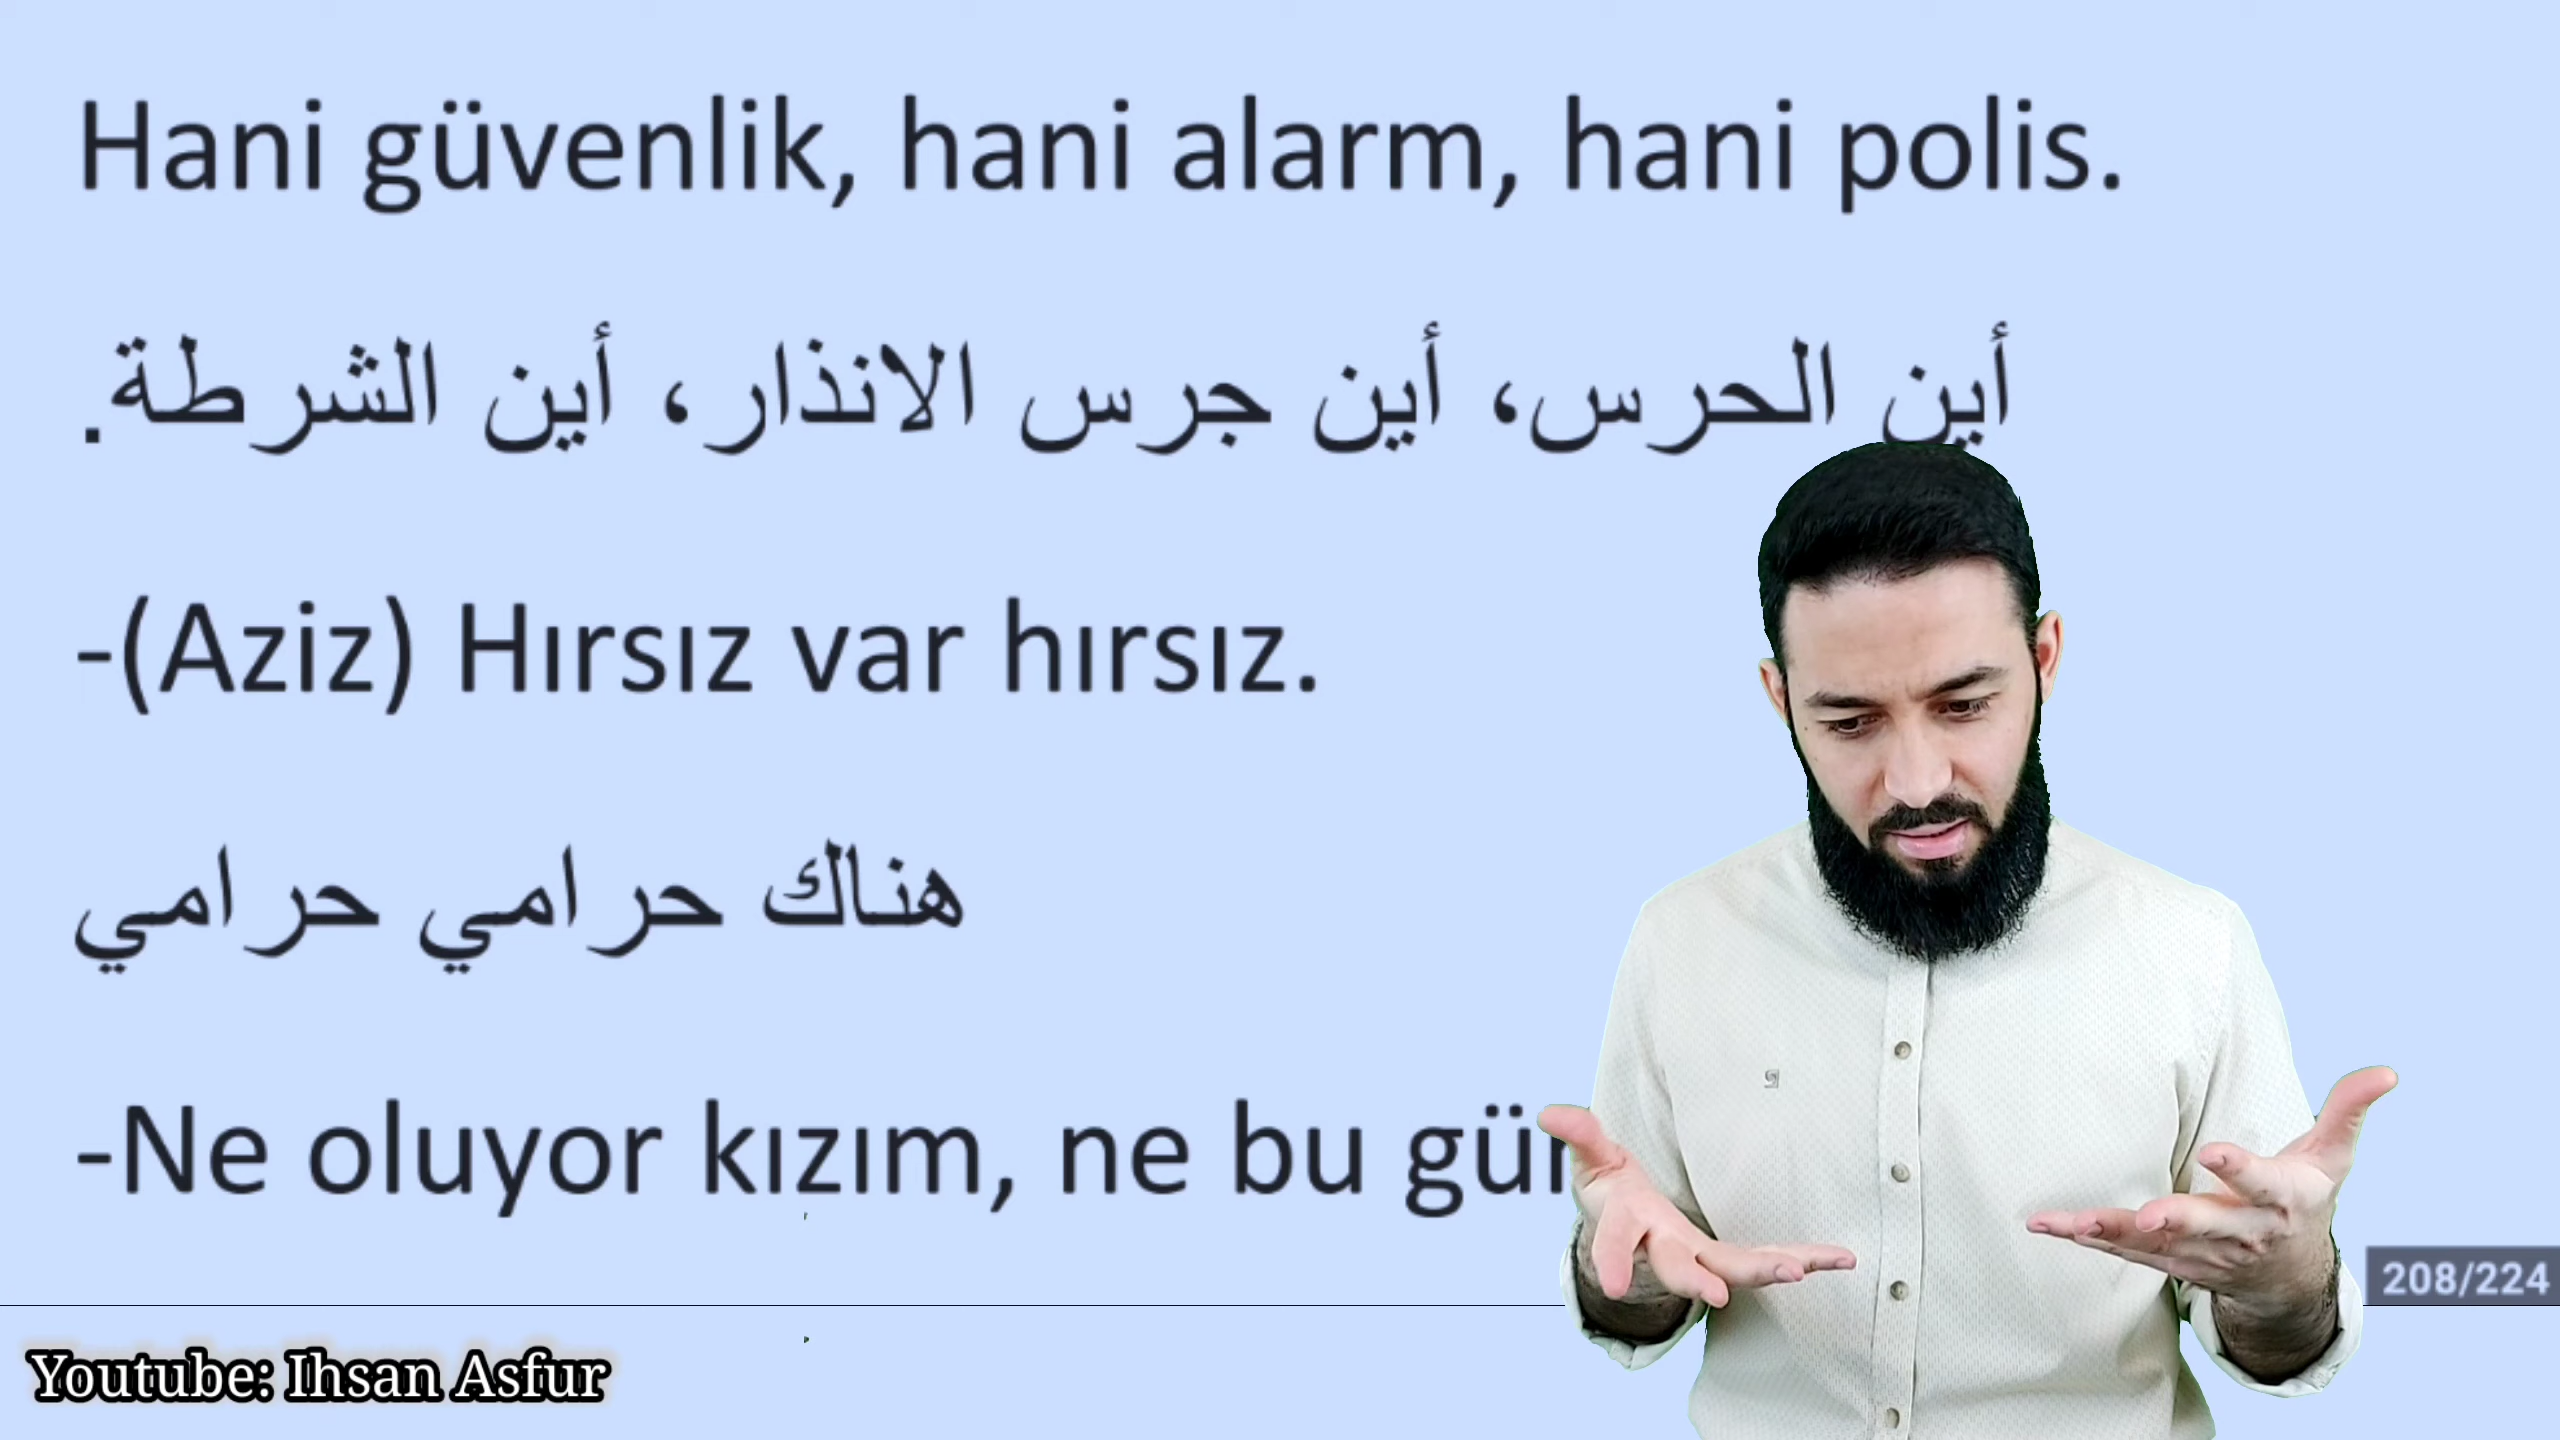 Hani güvenlik, hani alarm, hani polis.
أين الحرس، أين جرس الانذار، أين الشرطة.
-(Aziz) Hırsız var hırsız.
هناك حرامي حرامي
-Ne oluyor kızım, ne bu
208/224
Youtube: Ihsan Asfur